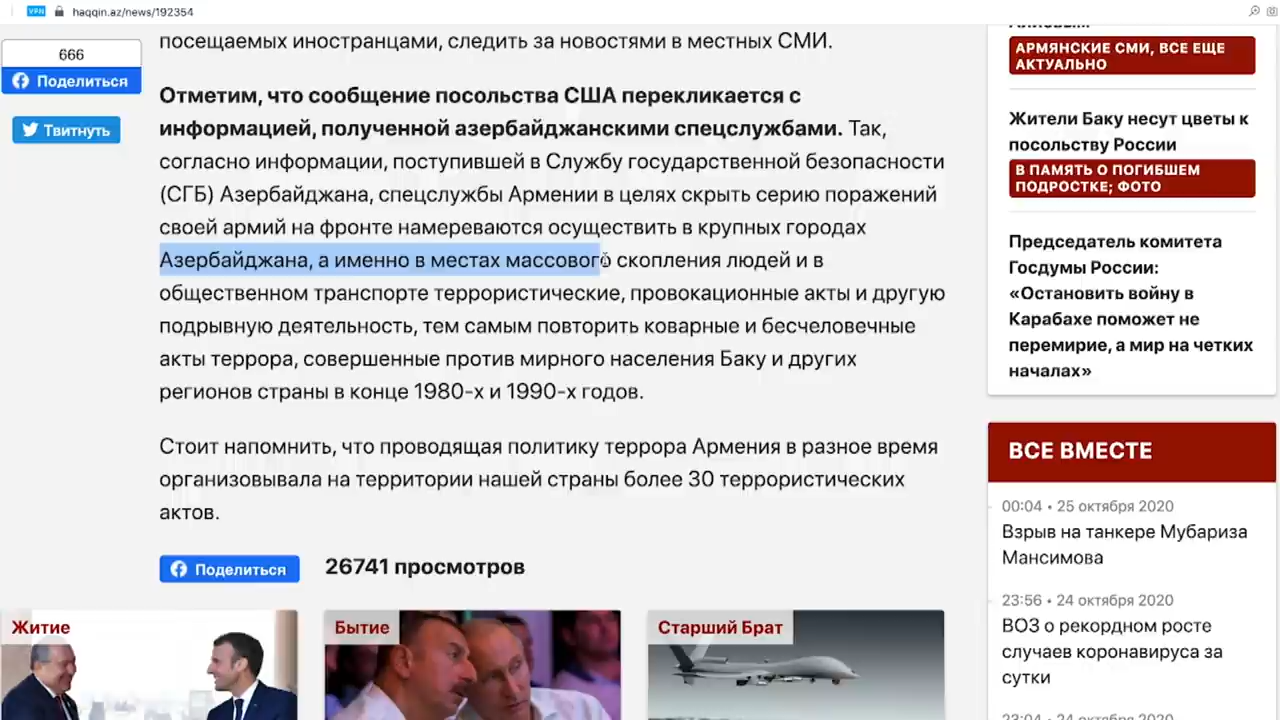 VPN haqqin.az/news/192354
666
Поделиться
Твитнуть
посещаемых иностранцами, следить за новостями в местных СМИ.
Отметим, что сообщение посольства США перекликается с
информацией, полученной азербайджанскими спецслужбами. Так,
согласно информации, поступившей в Службу государственной безопасности
(СГБ) Азербайджана, спецслужбы Армении в целях скрыть серию поражений
своей армий на фронте намереваются осуществить в крупных городах
Азербайджана, а именно в местах массового скопления людей и в
общественном транспорте террористические, провокационные акты и другую
подрывную деятельность, тем самым повторить коварные и бесчеловечные
акты террора, совершенные против мирного населения Баку и других
регионов страны в конце 1980-х и 1990-х годов.
Стоит напомнить, что проводящая политику террора Армения в разное время
организовывала на территории нашей страны более 30 террористических
актов.
Поделиться
26741 просмотров
Житие
Бытие
Старший Брат
АРМЯНСКИЕ СМИ, ВСЕ ЕЩЕ
АКТУАЛЬНО
Жители Баку несут цветы к
посольству России
В ПАМЯТЬ О ПОГИБШЕМ
ПОДРОСТКЕ; ФОТО
Председатель комитета
Госдумы России:
«Остановить войну в
Карабахе поможет не
перемирие, а мир на четких
началах»
ВСЕ ВМЕСТЕ
00:04 • 25 октября 2020
Взрыв на танкере Мубариза
Мансимова
23:56 • 24 октября 2020
ВОЗ о рекордном росте
случаев коронавируса за
сутки